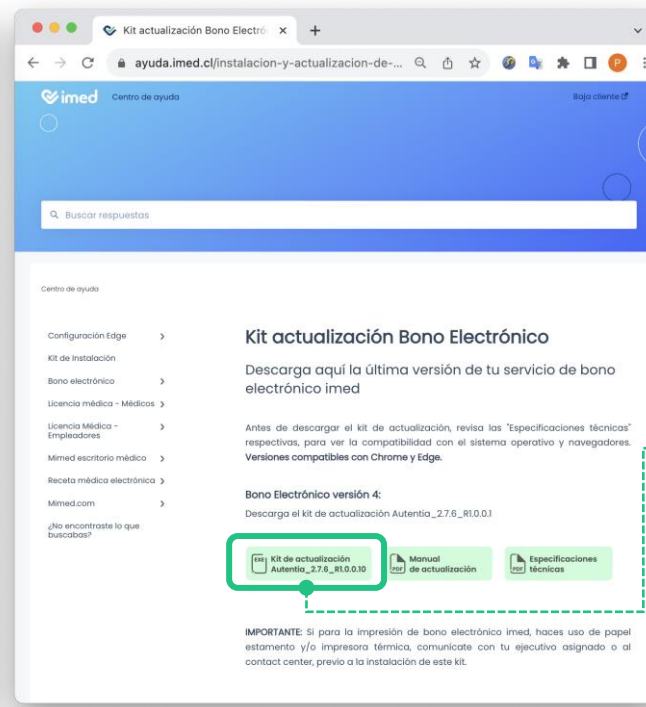 Kit actualización Bono Electró
ayuda.imed.cl/instalacion-y-actualizacion-de-...
P
imed
Centro de ayuda
Baja cliente
Buscar respuestas
Centro de ayuda
Configuración Edge
Kit de Instalación
Bono electrónico
Licencia médica - Médicos
Licencia Médica -
Empleadores
Mimed escritorio médico
Receta médica electrónica
Mimed.com
¿No encontraste lo que
buscabas?
Kit actualización Bono Electrónico
Descarga aquí la última versión de tu servicio de bono
electrónico imed
Antes de descargar el kit de actualización, revisa las "Especificaciones técnicas"
respectivas, para ver la compatibilidad con el sistema operativo y navegadores.
Versiones compatibles con Chrome y Edge.
Bono Electrónico versión 4:
Descarga el kit de actualización Autentia_2.7.6_R1.0.0.1
EXE
Kit de actualización
Autentia_2.7.6_R1.0.0.10
PDF
Manual
de actualización
PDF
Especificaciones
técnicas
IMPORTANTE: Si para la impresión de bono electrónico imed, haces uso de papel
estamento y/o impresora térmica, comunícate con tu ejecutivo asignado o al
contact center, previo a la instalación de este kit.